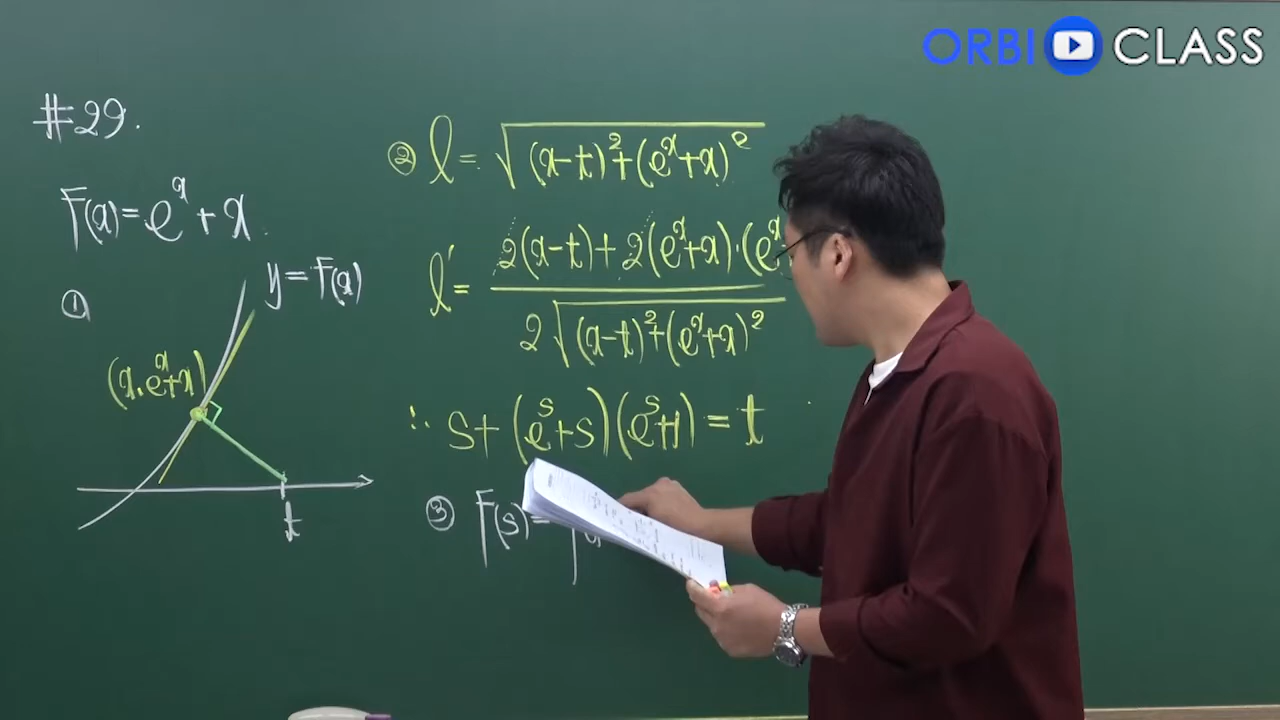 ORBI CLASS
#29.
F(x)=e^x+x.
①
y=F(x)
(x, e^x+x)
t
② l=√((x-t)^2+(e^x+x)^2)
l'=(2(x-t)+2(e^x+x)·(e^x)/(2√((x-t)^2+(e^x+x)^2))
∴ s+(e^s+s)(e^s+1)=t
③ F(s)=